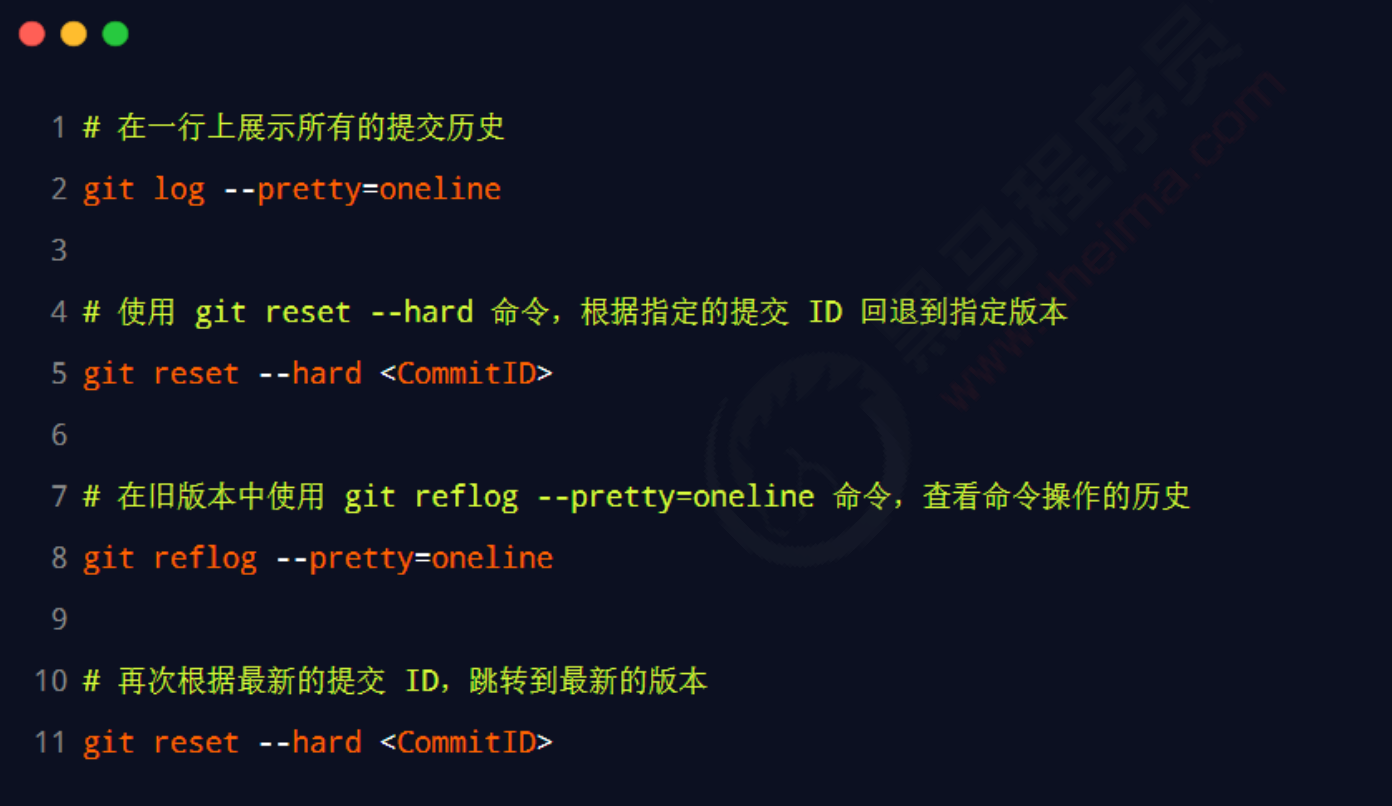 1 # 在一行上展示所有的提交历史
2 git log --pretty=oneline
3
4 # 使用 git reset --hard 命令，根据指定的提交 ID 回退到指定版本
5 git reset --hard <CommitID>
6
7 # 在旧版本中使用 git reflog --pretty=oneline 命令，查看命令操作的历史
8 git reflog --pretty=oneline
9
10 # 再次根据最新的提交 ID，跳转到最新的版本
11 git reset --hard <CommitID>
黑马程序员
www.itheima.com